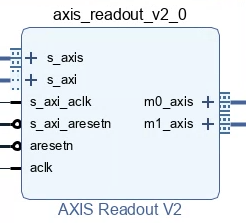 axis_readout_v2_0
s_axis
s_axi
s_axi_aclk
s_axi_aresetn
aresetn
aclk
m0_axis
m1_axis
AXIS Readout V2